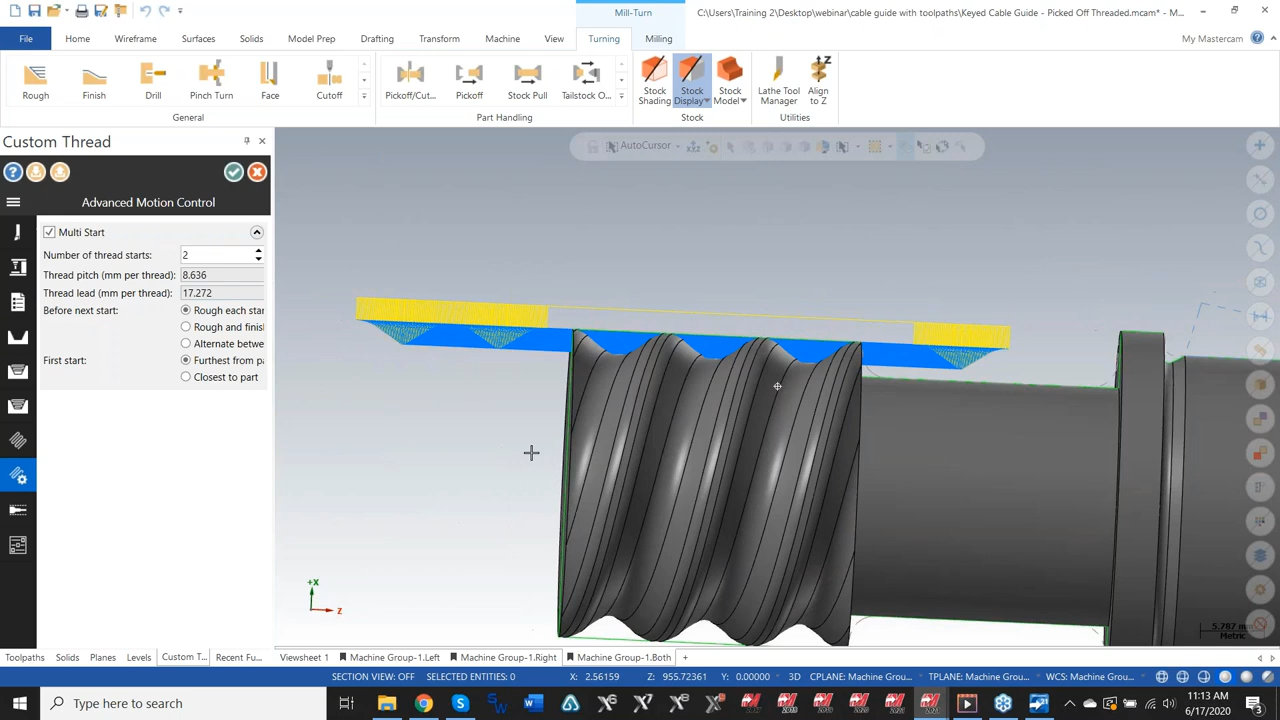 Mill-Turn
C:\Users\Training 2\Desktop\webinar\cable guide with toolpaths\Keyed Cable Guide - Picked Off Threaded.mcam* - M...
File
Home
Wireframe
Surfaces
Solids
Model Prep
Drafting
Transform
Machine
View
Turning
Milling
My Mastercam
Rough
Finish
Drill
Pinch Turn
Face
Cutoff
General
Pickoff/Cut...
Pickoff
Stock Pull
Tailstock O...
Part Handling
Stock Shading
Stock Display
Stock Model
Stock
Lathe Tool Manager
Align to Z
Utilities
Custom Thread
Advanced Motion Control
Multi Start
Number of thread starts: 2
Thread pitch (mm per thread): 8.636
Thread lead (mm per thread): 17.272
Before next start: Rough each star
Rough and finis
Alternate betwe
First start: Furthest from pa
Closest to part
AutoCursor
XYZ
+X
Z
5.787 mm
Metric
Toolpaths
Solids
Planes
Levels
Custom T...
Recent Fu...
Viewsheet 1
Machine Group-1.Left
Machine Group-1.Right
Machine Group-1.Both
+
SECTION VIEW: OFF
SELECTED ENTITIES: 0
X: 2.56159
Z: 955.72361
Y: 0.00000
3D
CPLANE: Machine Grou...
TPLANE: Machine Grou...
WCS: Machine Grou...
Type here to search
11:13 AM
6/17/2020